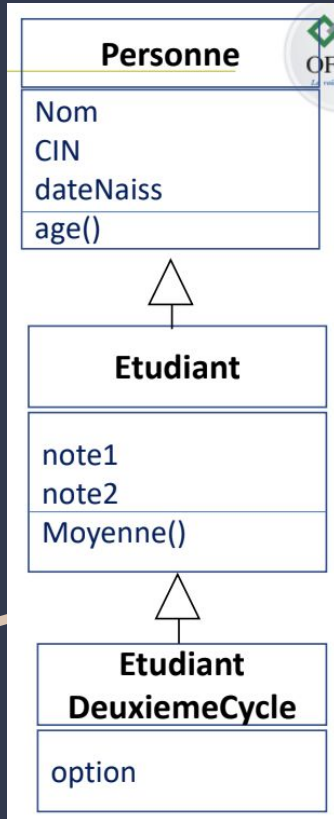 Personne
Nom
CIN
dateNaiss
age()
Etudiant
note1
note2
Moyenne()
Etudiant
DeuxiemeCycle
option